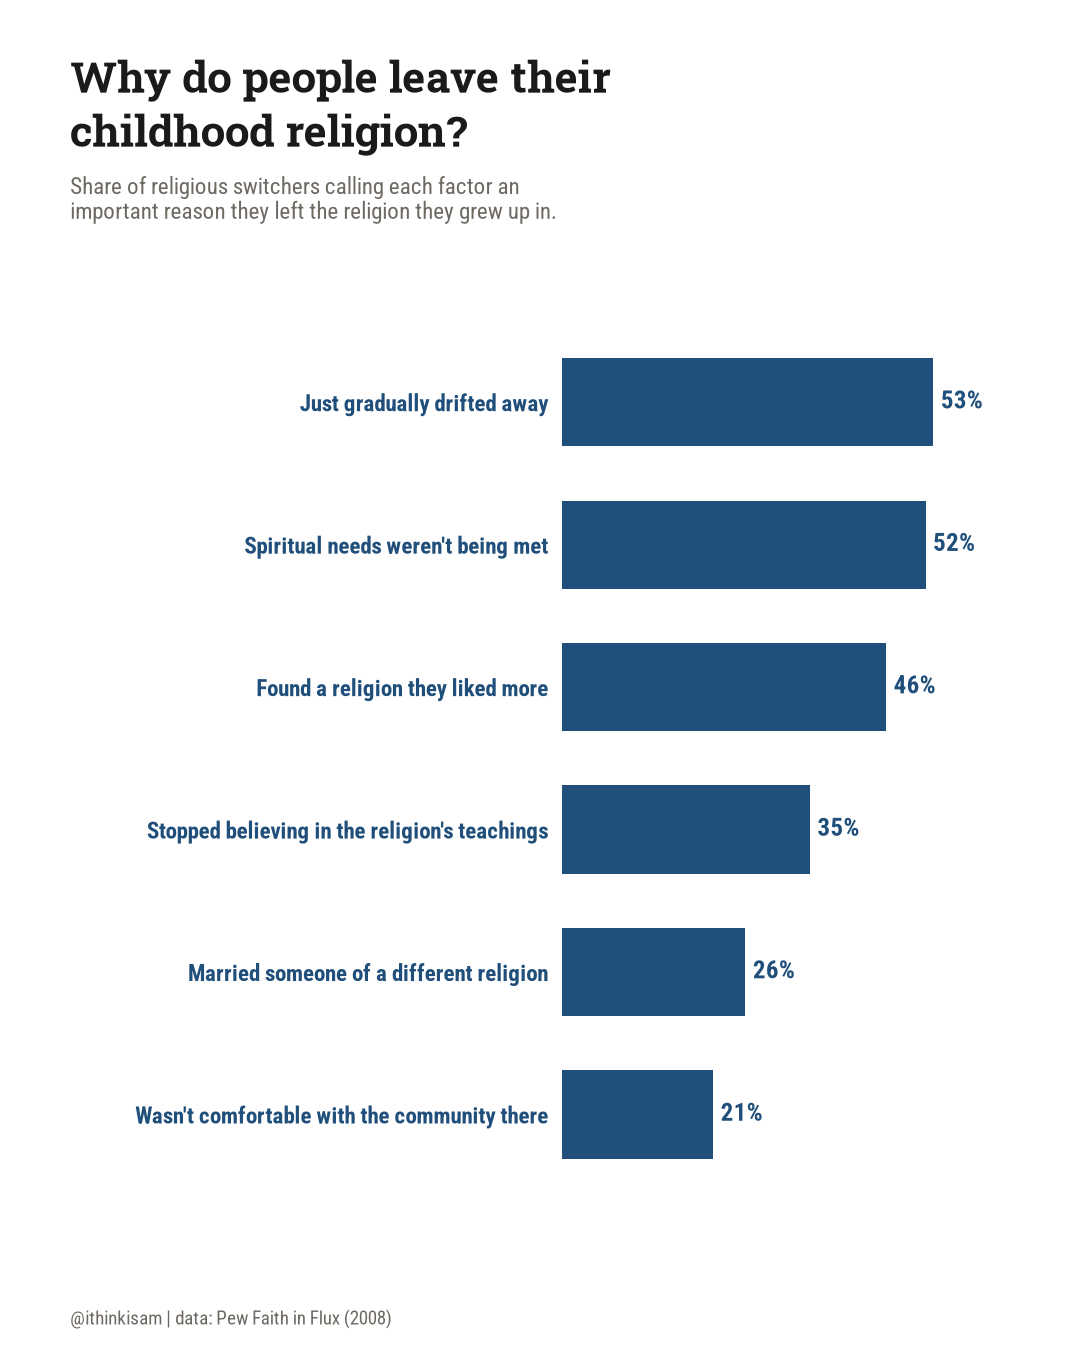 Why do people leave their
childhood religion?
Share of religious switchers calling each factor an
important reason they left the religion they grew up in.
Just gradually drifted away 53%
Spiritual needs weren't being met 52%
Found a religion they liked more 46%
Stopped believing in the religion's teachings 35%
Married someone of a different religion 26%
Wasn't comfortable with the community there 21%
@ithinkisam | data: Pew Faith in Flux (2008)